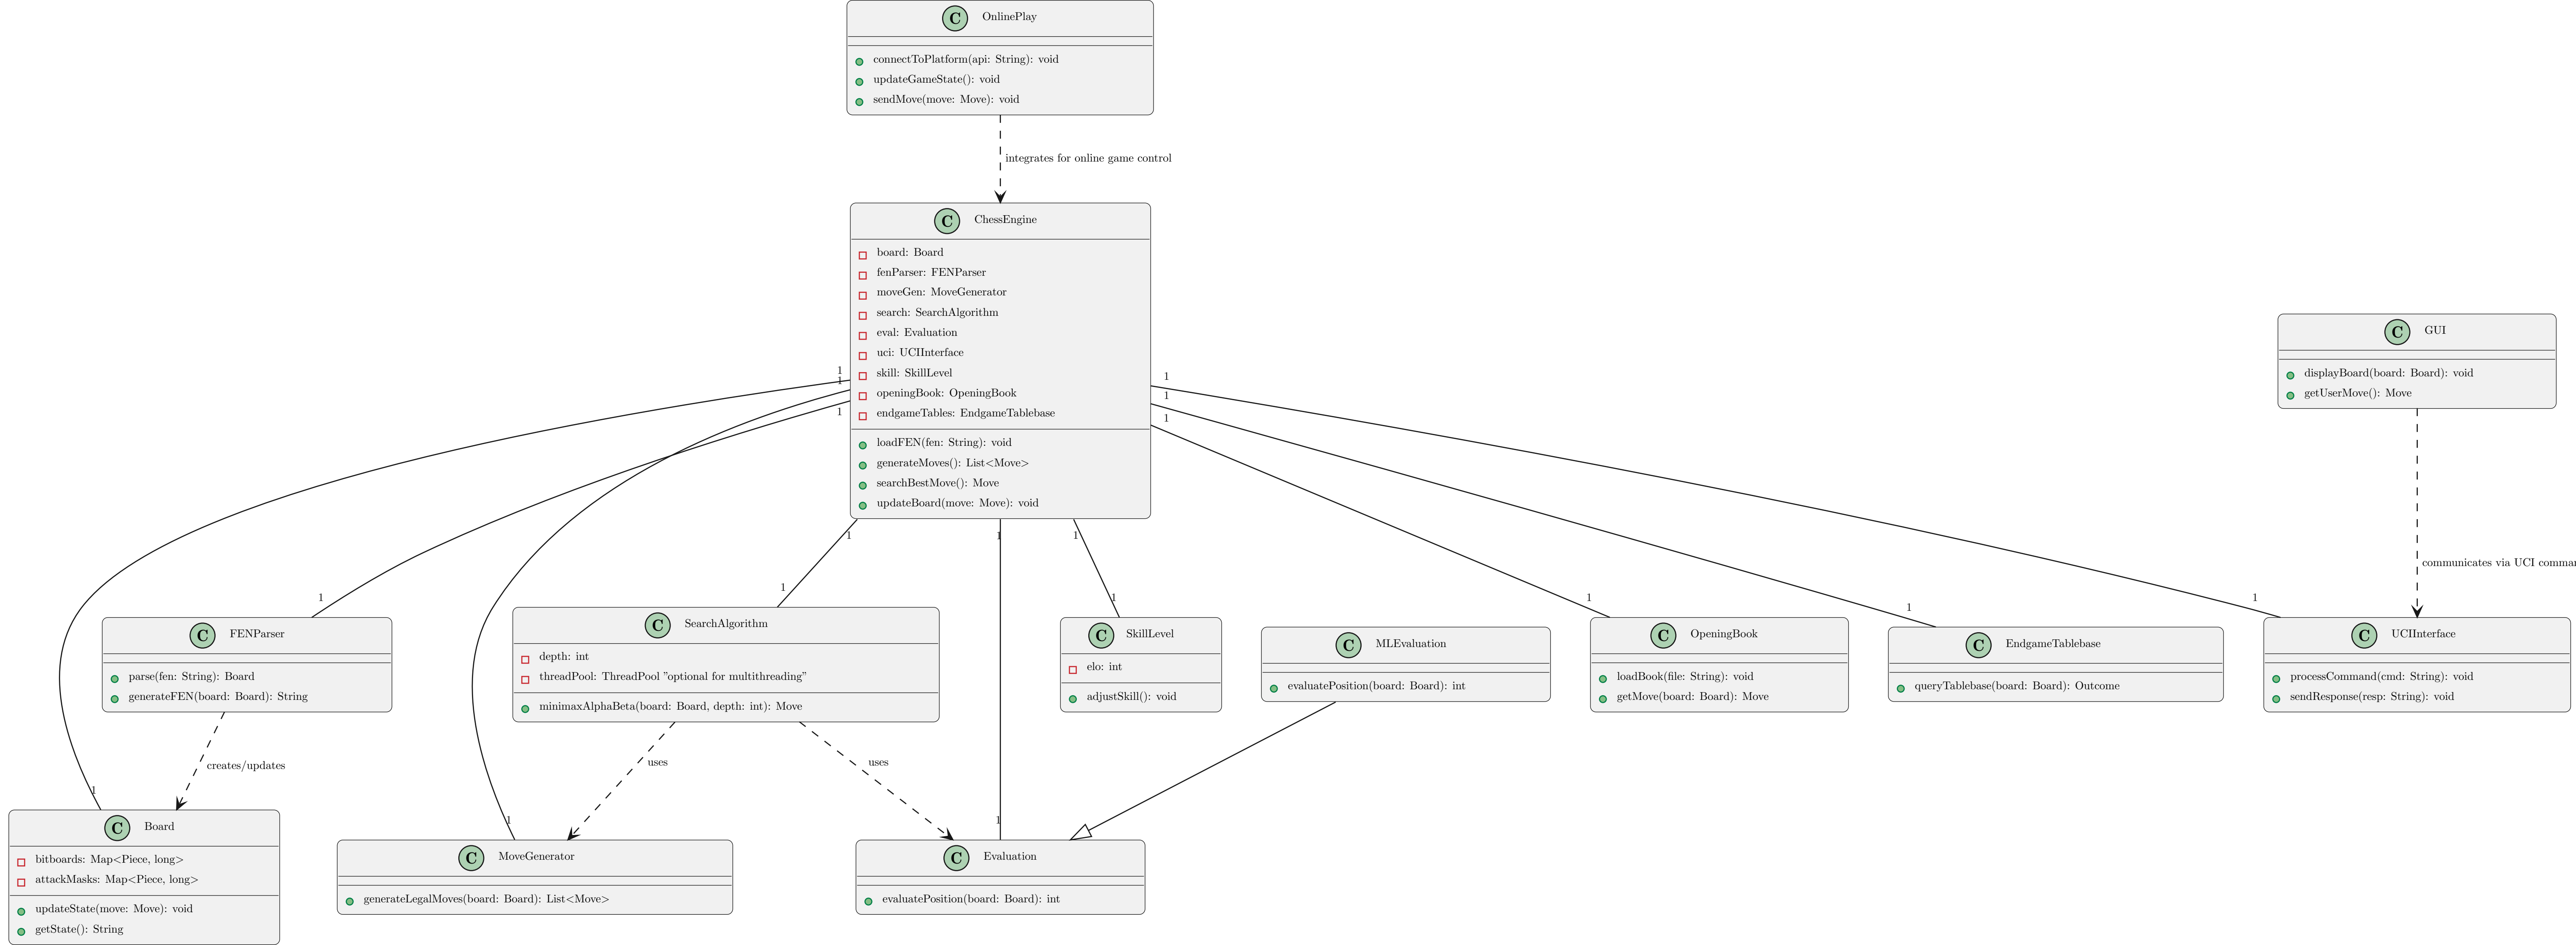 C OnlinePlay
connectToPlatform(api: String): void
updateGameState(): void
sendMove(move: Move): void
integrates for online game control
C ChessEngine
board: Board
fenParser: FENParser
moveGen: MoveGenerator
search: SearchAlgorithm
eval: Evaluation
uci: UCIInterface
skill: SkillLevel
openingBook: OpeningBook
endgameTables: EndgameTablebase
loadFEN(fen: String): void
generateMoves(): List<Move>
searchBestMove(): Move
updateBoard(move: Move): void
C GUI
displayBoard(board: Board): void
getUserMove(): Move
1
1
1
1
1
1
1
1
1
communicates via UCI comman
1
1
1
1
1
1
C FENParser
parse(fen: String): Board
generateFEN(board: Board): String
C SearchAlgorithm
depth: int
threadPool: ThreadPool "optional for multithreading"
minimaxAlphaBeta(board: Board, depth: int): Move
C SkillLevel
elo: int
adjustSkill(): void
C MLEvaluation
evaluatePosition(board: Board): int
C OpeningBook
loadBook(file: String): void
getMove(board: Board): Move
C EndgameTablebase
queryTablebase(board: Board): Outcome
C UCIInterface
processCommand(cmd: String): void
sendResponse(resp: String): void
creates/updates
uses
uses
1
1
1
C Board
bitboards: Map<Piece, long>
attackMasks: Map<Piece, long>
updateState(move: Move): void
getState(): String
C MoveGenerator
generateLegalMoves(board: Board): List<Move>
C Evaluation
evaluatePosition(board: Board): int